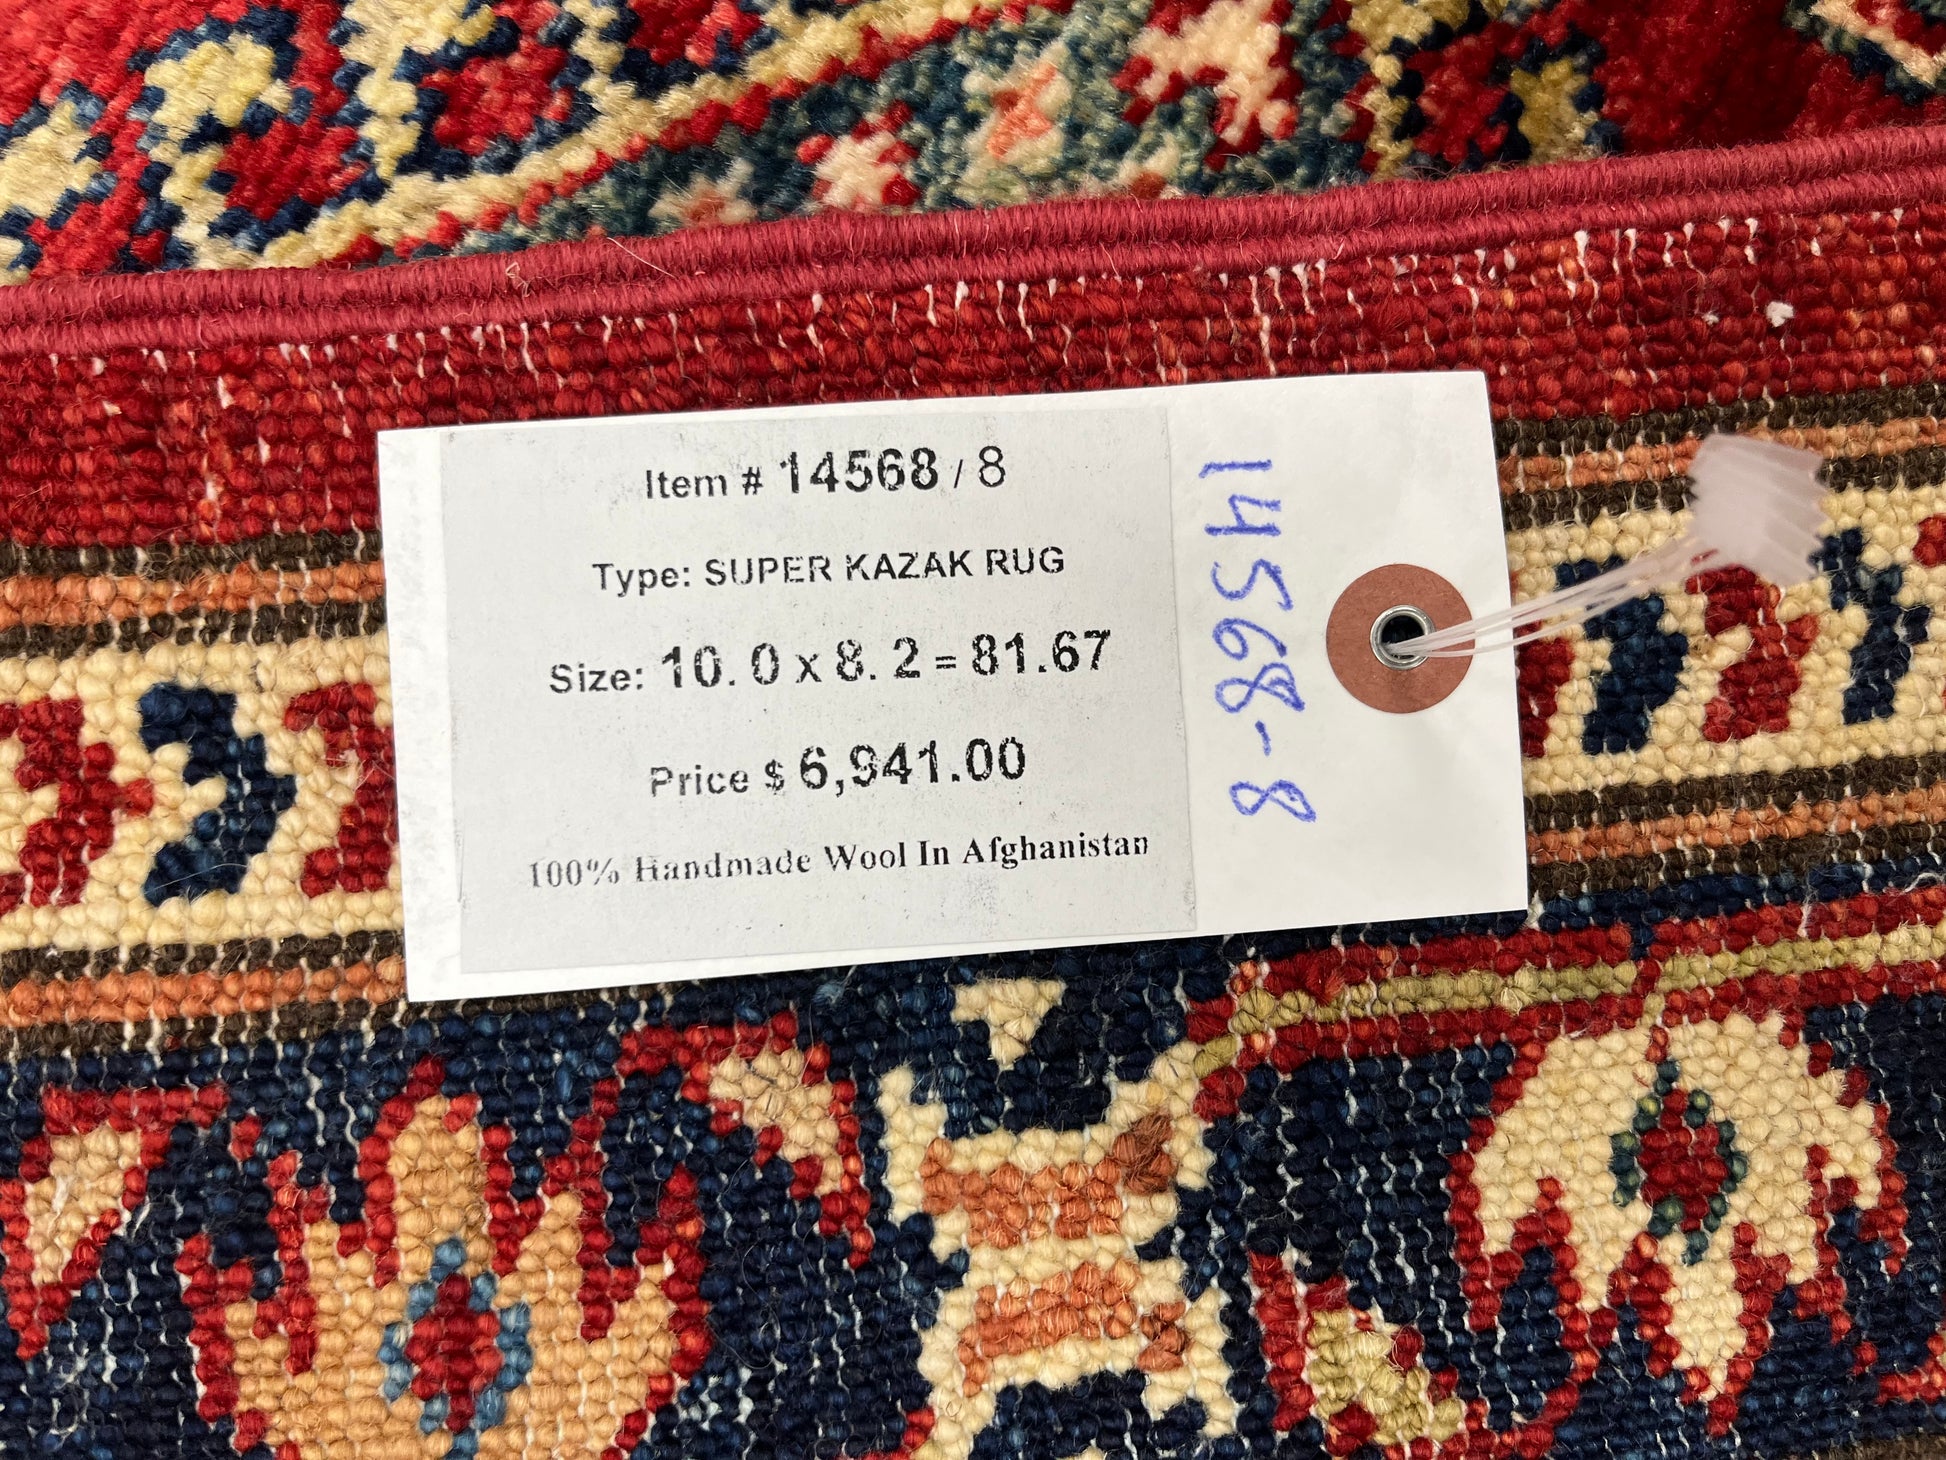 Item # 14568 / 8
Type: SUPER KAZAK RUG
Size: 10. 0 x 8. 2 = 81.67
Price $ 6,941.00
100% Handmade Wool In Afghanistan
14568-8